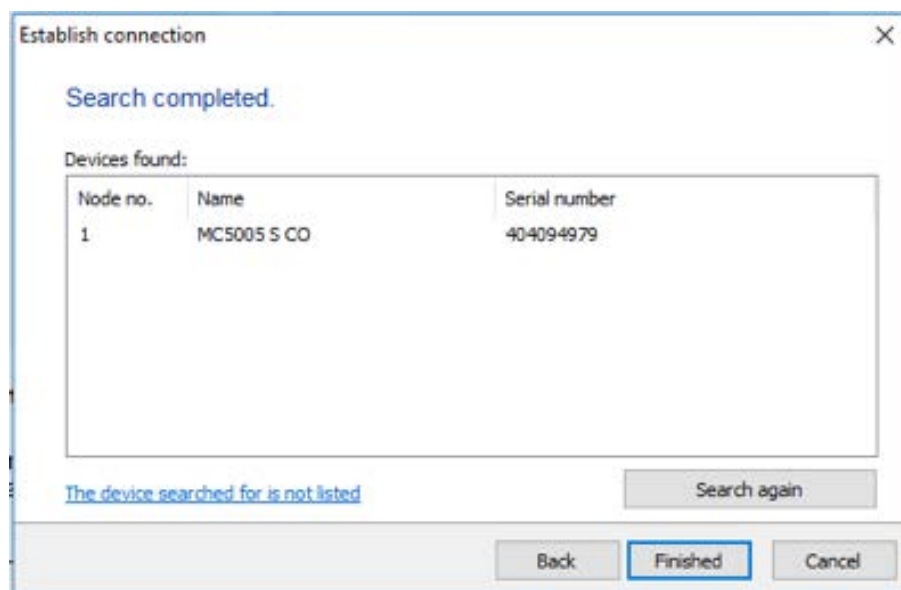 Establish connection
Search completed.
Devices found:
Node no. Name Serial number
1 MC5005 S CO 404094979
The device searched for is not listed
Search again
Back Finished Cancel